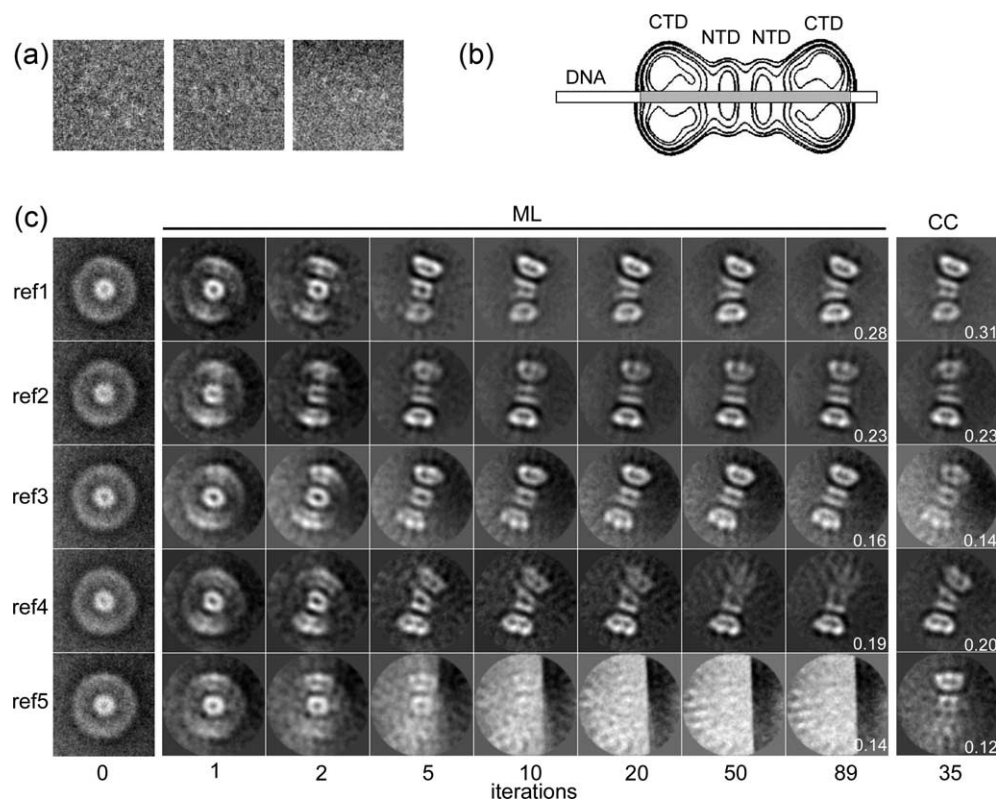 (a)
(b)
CTD CTD
NTD NTD
DNA
(c)
ML CC
ref1 0.28 0.31
ref2 0.23 0.23
ref3 0.16 0.14
ref4 0.19 0.20
ref5 0.14 0.12
0 1 2 5 10 20 50 89 35
iterations